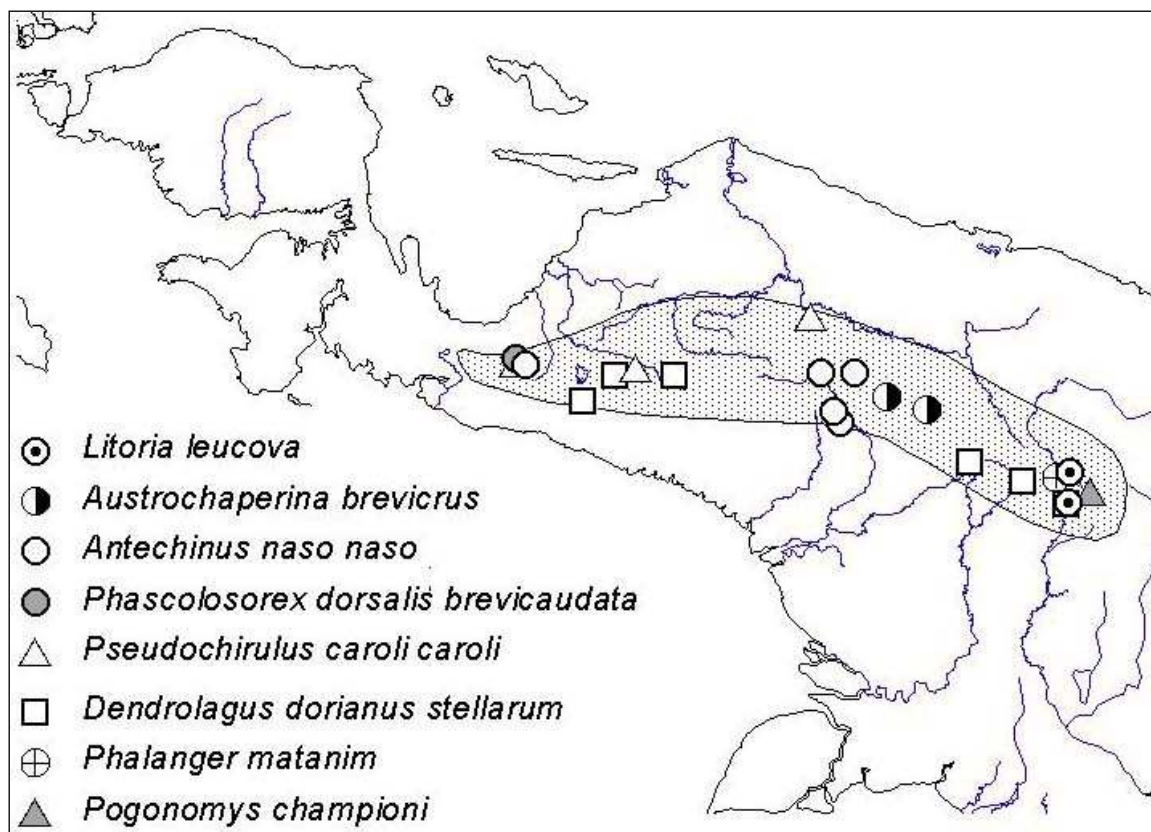 Litoria leucova
Austrochaperina brevicrus
Antechinus naso naso
Phascolosorex dorsalis brevicaudata
Pseudochirulus caroli caroli
Dendrolagus dorianus stellarum
Phalanger matanim
Pogonomys championi